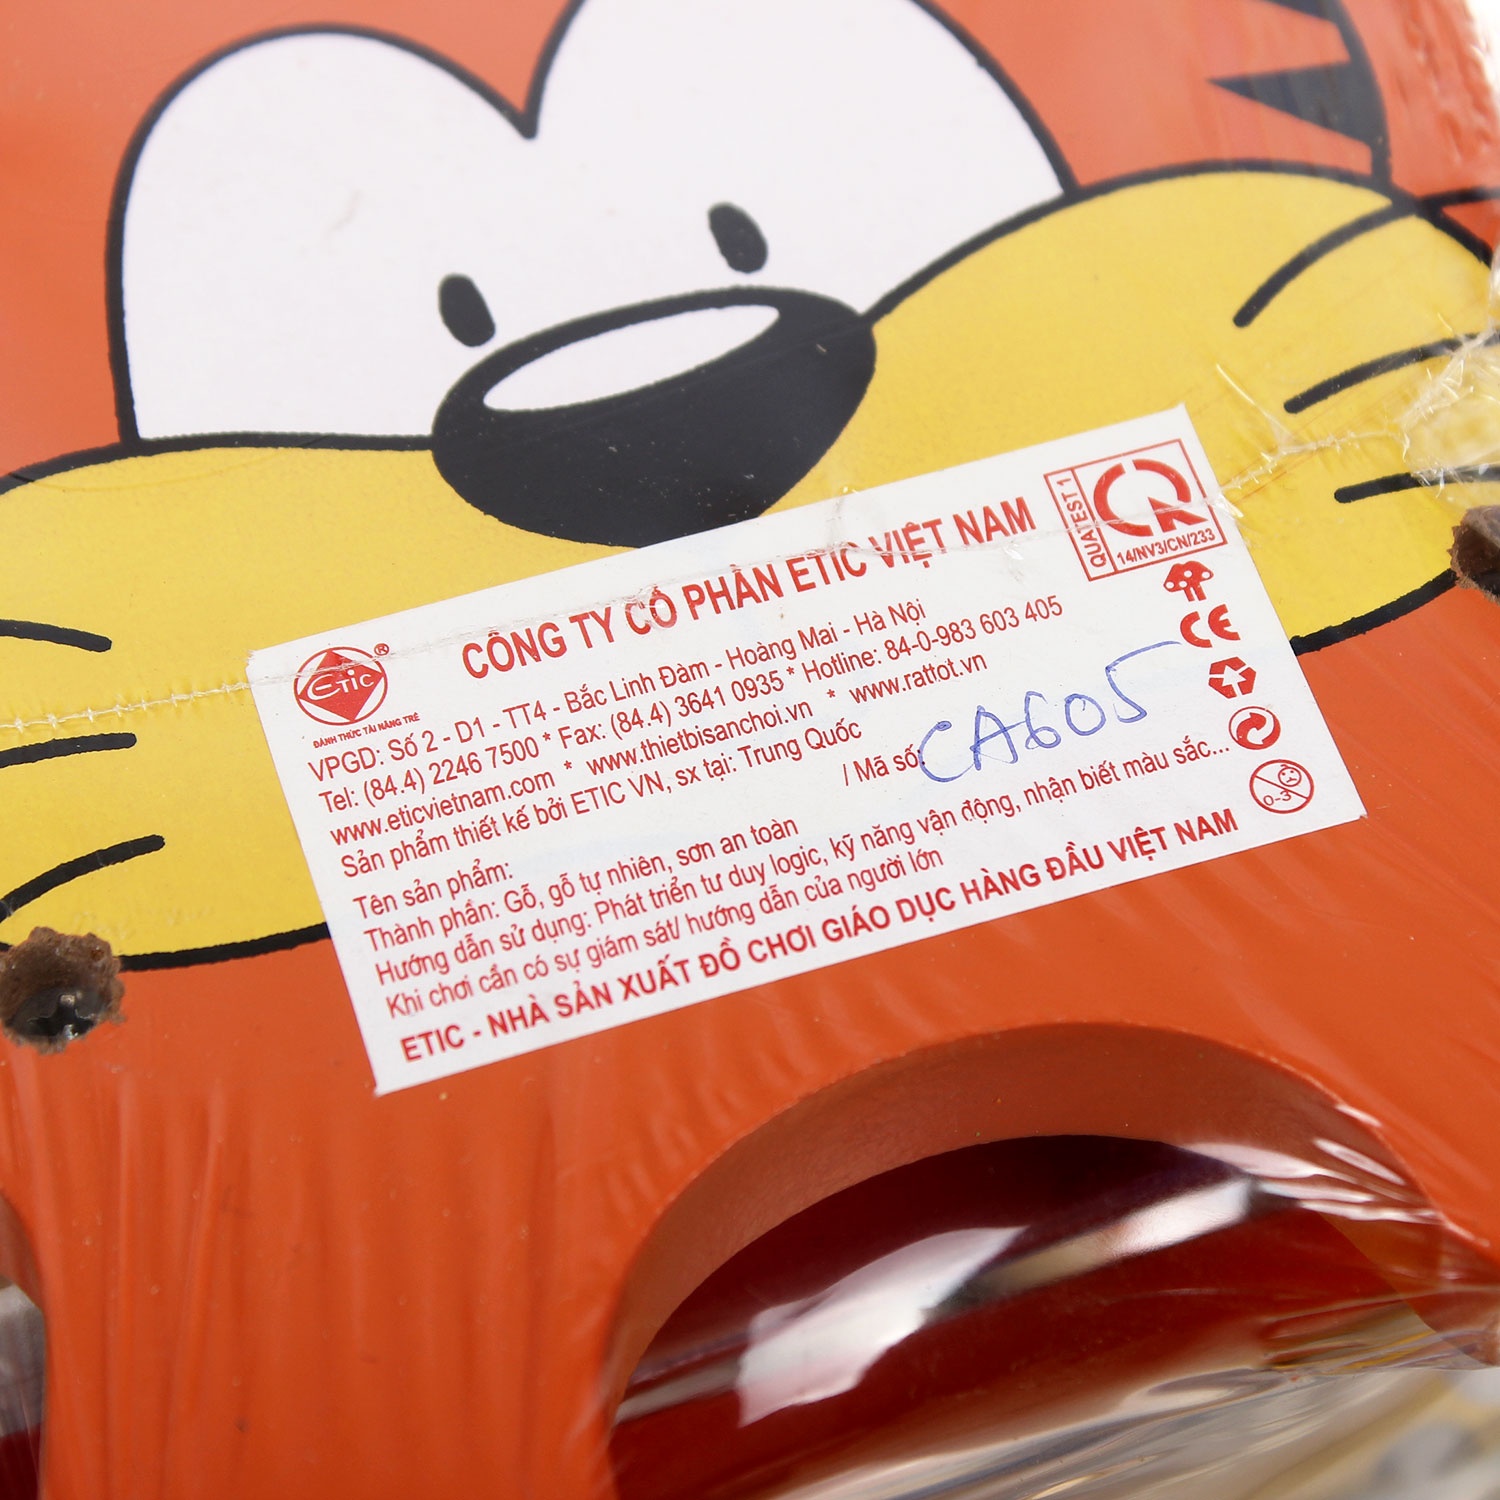 QUATEST 1
14/NV3/CN/233
CÔNG TY CỔ PHẦN ETIC VIỆT NAM
ETIC ®
ĐÁNH THỨC TÀI NĂNG TRẺ
VPGD: Số 2 - D1 - TT4 - Bắc Linh Đàm - Hoàng Mai - Hà Nội
Tel: (84.4) 2246 7500 * Fax: (84.4) 3641 0935 * Hotline: 84-0-983 603 405
www.eticvietnam.com * www.thietbisanchoi.vn * www.rattot.vn
Sản phẩm thiết kế bởi ETIC VN, sx tại: Trung Quốc
Tên sản phẩm: / Mã số: CA605
Thành phần: Gỗ, gỗ tự nhiên, sơn an toàn
Hướng dẫn sử dụng: Phát triển tư duy logic, kỹ năng vận động, nhận biết màu sắc...
Khi chơi cần có sự giám sát/ hướng dẫn của người lớn
ETIC - NHÀ SẢN XUẤT ĐỒ CHƠI GIÁO DỤC HÀNG ĐẦU VIỆT NAM
CE
0-3